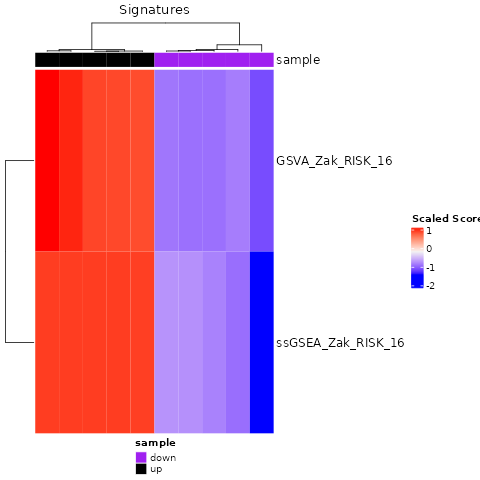 Signatures
sample
GSVA_Zak_RISK_16
Scaled Score
1
0
-1
-2
ssGSEA_Zak_RISK_16
sample
down
up